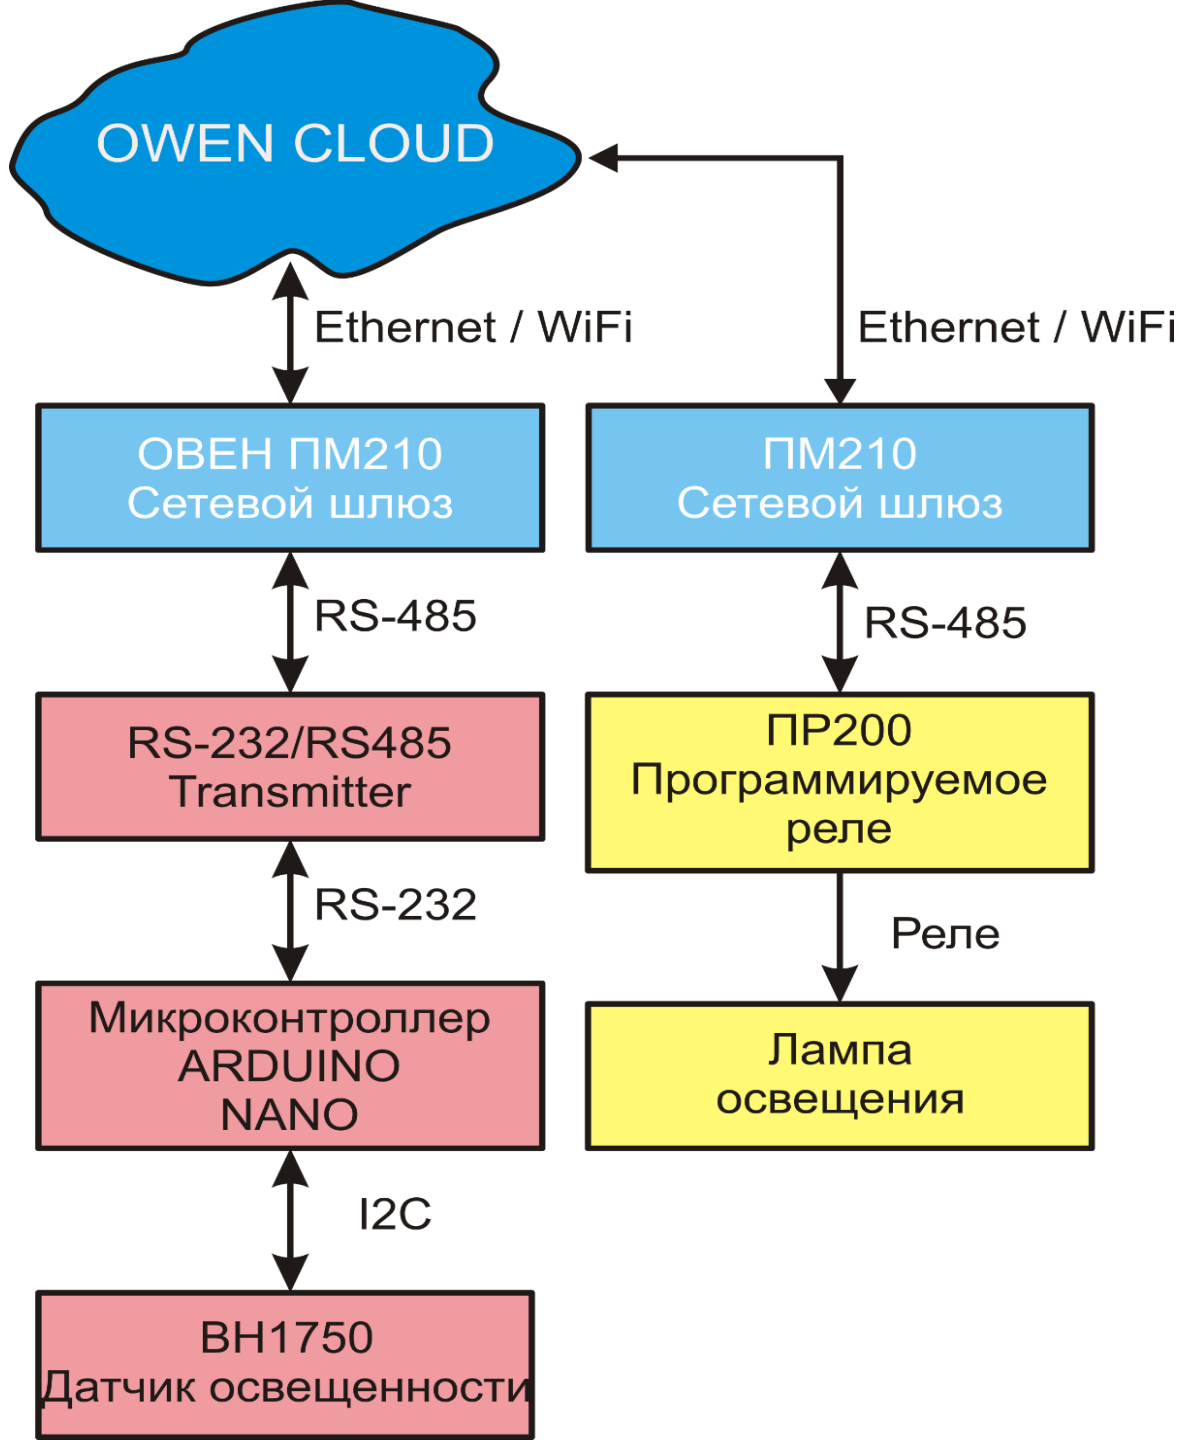 OWEN CLOUD
Ethernet / WiFi
Ethernet / WiFi
ОВЕН ПМ210
Сетевой шлюз
ПМ210
Сетевой шлюз
RS-485
RS-485
RS-232/RS485
Transmitter
ПР200
Программируемое
реле
RS-232
Реле
Микроконтроллер
ARDUINO
NANO
Лампа
освещения
I2C
BH1750
Датчик освещенности